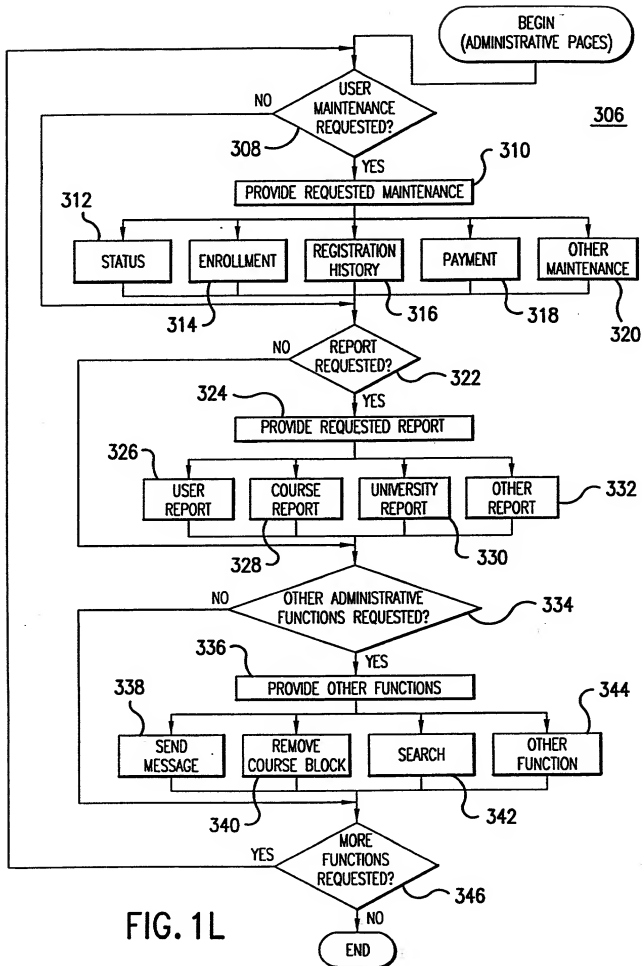 BEGIN
(ADMINISTRATIVE PAGES)
306
USER
MAINTENANCE
REQUESTED?
NO
308
YES
310
PROVIDE REQUESTED MAINTENANCE
312
STATUS
ENROLLMENT
REGISTRATION
HISTORY
PAYMENT
OTHER
MAINTENANCE
314
316
318
320
NO
REPORT
REQUESTED?
322
YES
324
PROVIDE REQUESTED REPORT
326
USER
REPORT
COURSE
REPORT
UNIVERSITY
REPORT
OTHER
REPORT
332
328
330
NO
OTHER ADMINISTRATIVE
FUNCTIONS REQUESTED?
334
YES
336
PROVIDE OTHER FUNCTIONS
338
344
SEND
MESSAGE
REMOVE
COURSE BLOCK
SEARCH
OTHER
FUNCTION
340
342
YES
MORE
FUNCTIONS
REQUESTED?
346
NO
FIG. 1L
END